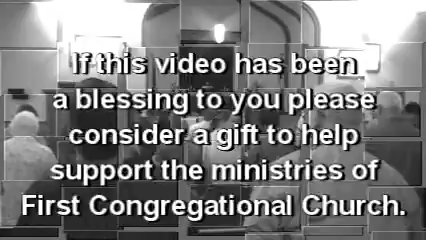 If this video has been
a blessing to you please
consider a gift to help
support the ministries of
First Congregational Church.